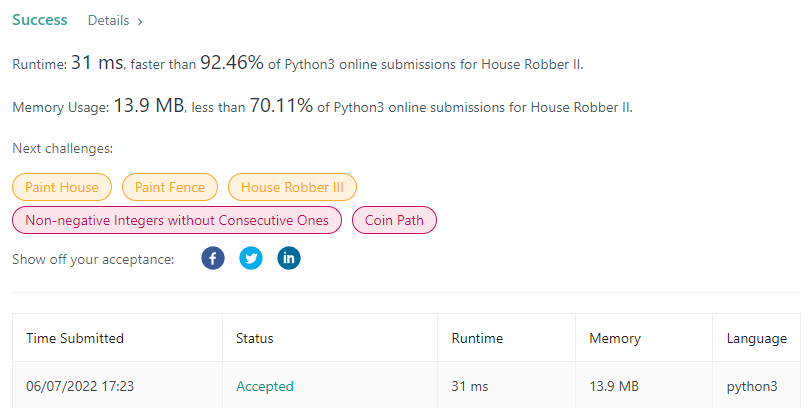 Success Details >
Runtime: 31 ms, faster than 92.46% of Python3 online submissions for House Robber II.
Memory Usage: 13.9 MB, less than 70.11% of Python3 online submissions for House Robber II.
Next challenges:
Paint House Paint Fence House Robber III
Non-negative Integers without Consecutive Ones Coin Path
Show off your acceptance: f in
Time Submitted Status Runtime Memory Language
06/07/2022 17:23 Accepted 31 ms 13.9 MB python3